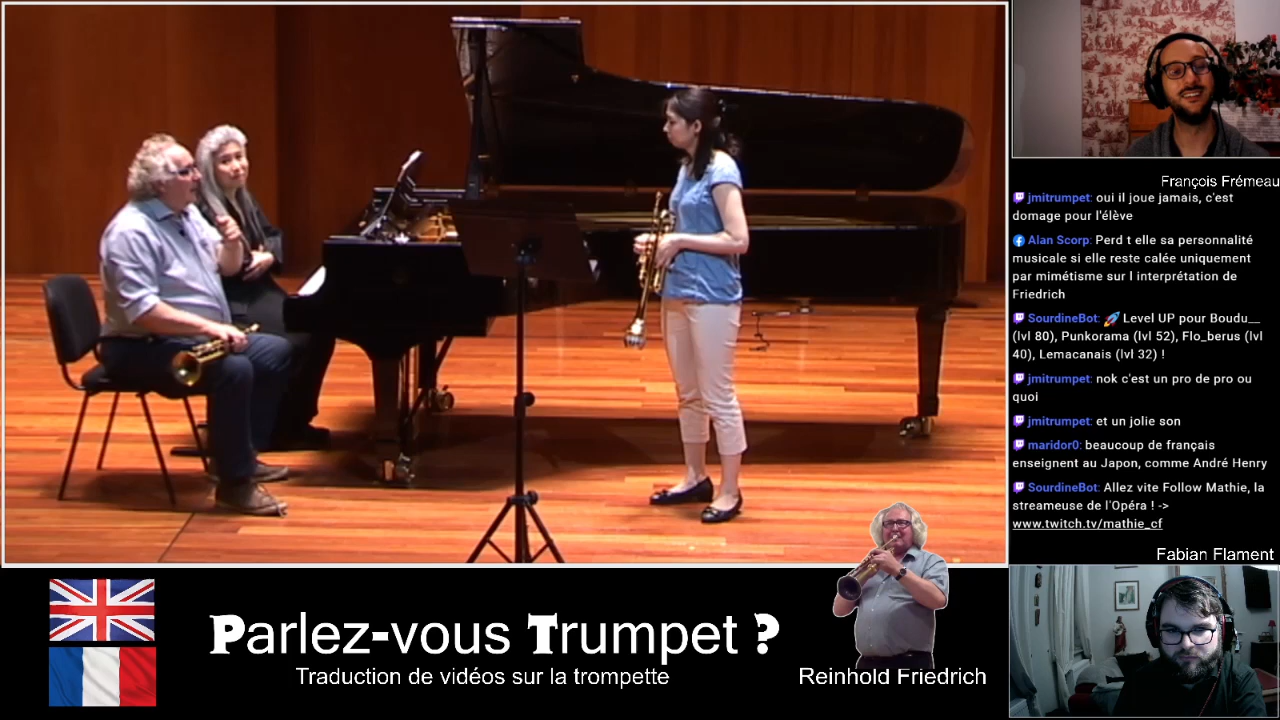 François Frémeau
jmitrumpet: oui il joue jamais, c'est
domage pour l'élève
Alan Scorp: Perd t elle sa personnalité
musicale si elle reste calée uniquement
par mimétisme sur l interprétation de
Friedrich
SourdineBot: 🚀 Level UP pour Boudu__
(lvl 80), Punkorama (lvl 52), Flo_berus (lvl
40), Lemacanais (lvl 32) !
jmitrumpet: nok c'est un pro de pro ou
quoi
jmitrumpet: et un jolie son
maridor0: beaucoup de français
enseignent au Japon, comme André Henry
SourdineBot: Allez vite Follow Mathie, la
streameuse de l'Opéra ! ->
www.twitch.tv/mathie_cf
Fabian Flament
Parlez-vous Trumpet ?
Traduction de vidéos sur la trompette
Reinhold Friedrich